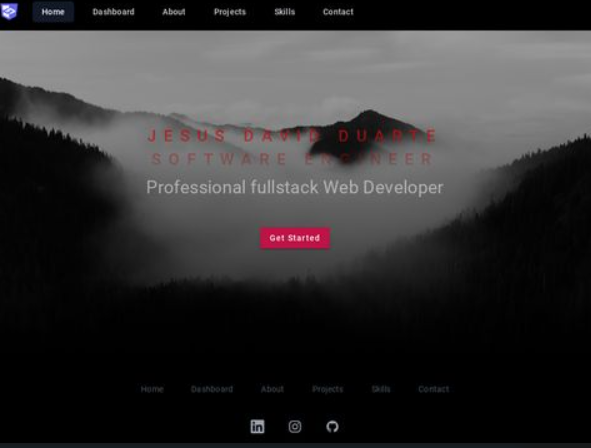 Home Dashboard About Projects Skills Contact
JESUS DAVID DUARTE
SOFTWARE ENGINEER
Professional fullstack Web Developer
Get Started
Home Dashboard About Projects Skills Contact
in